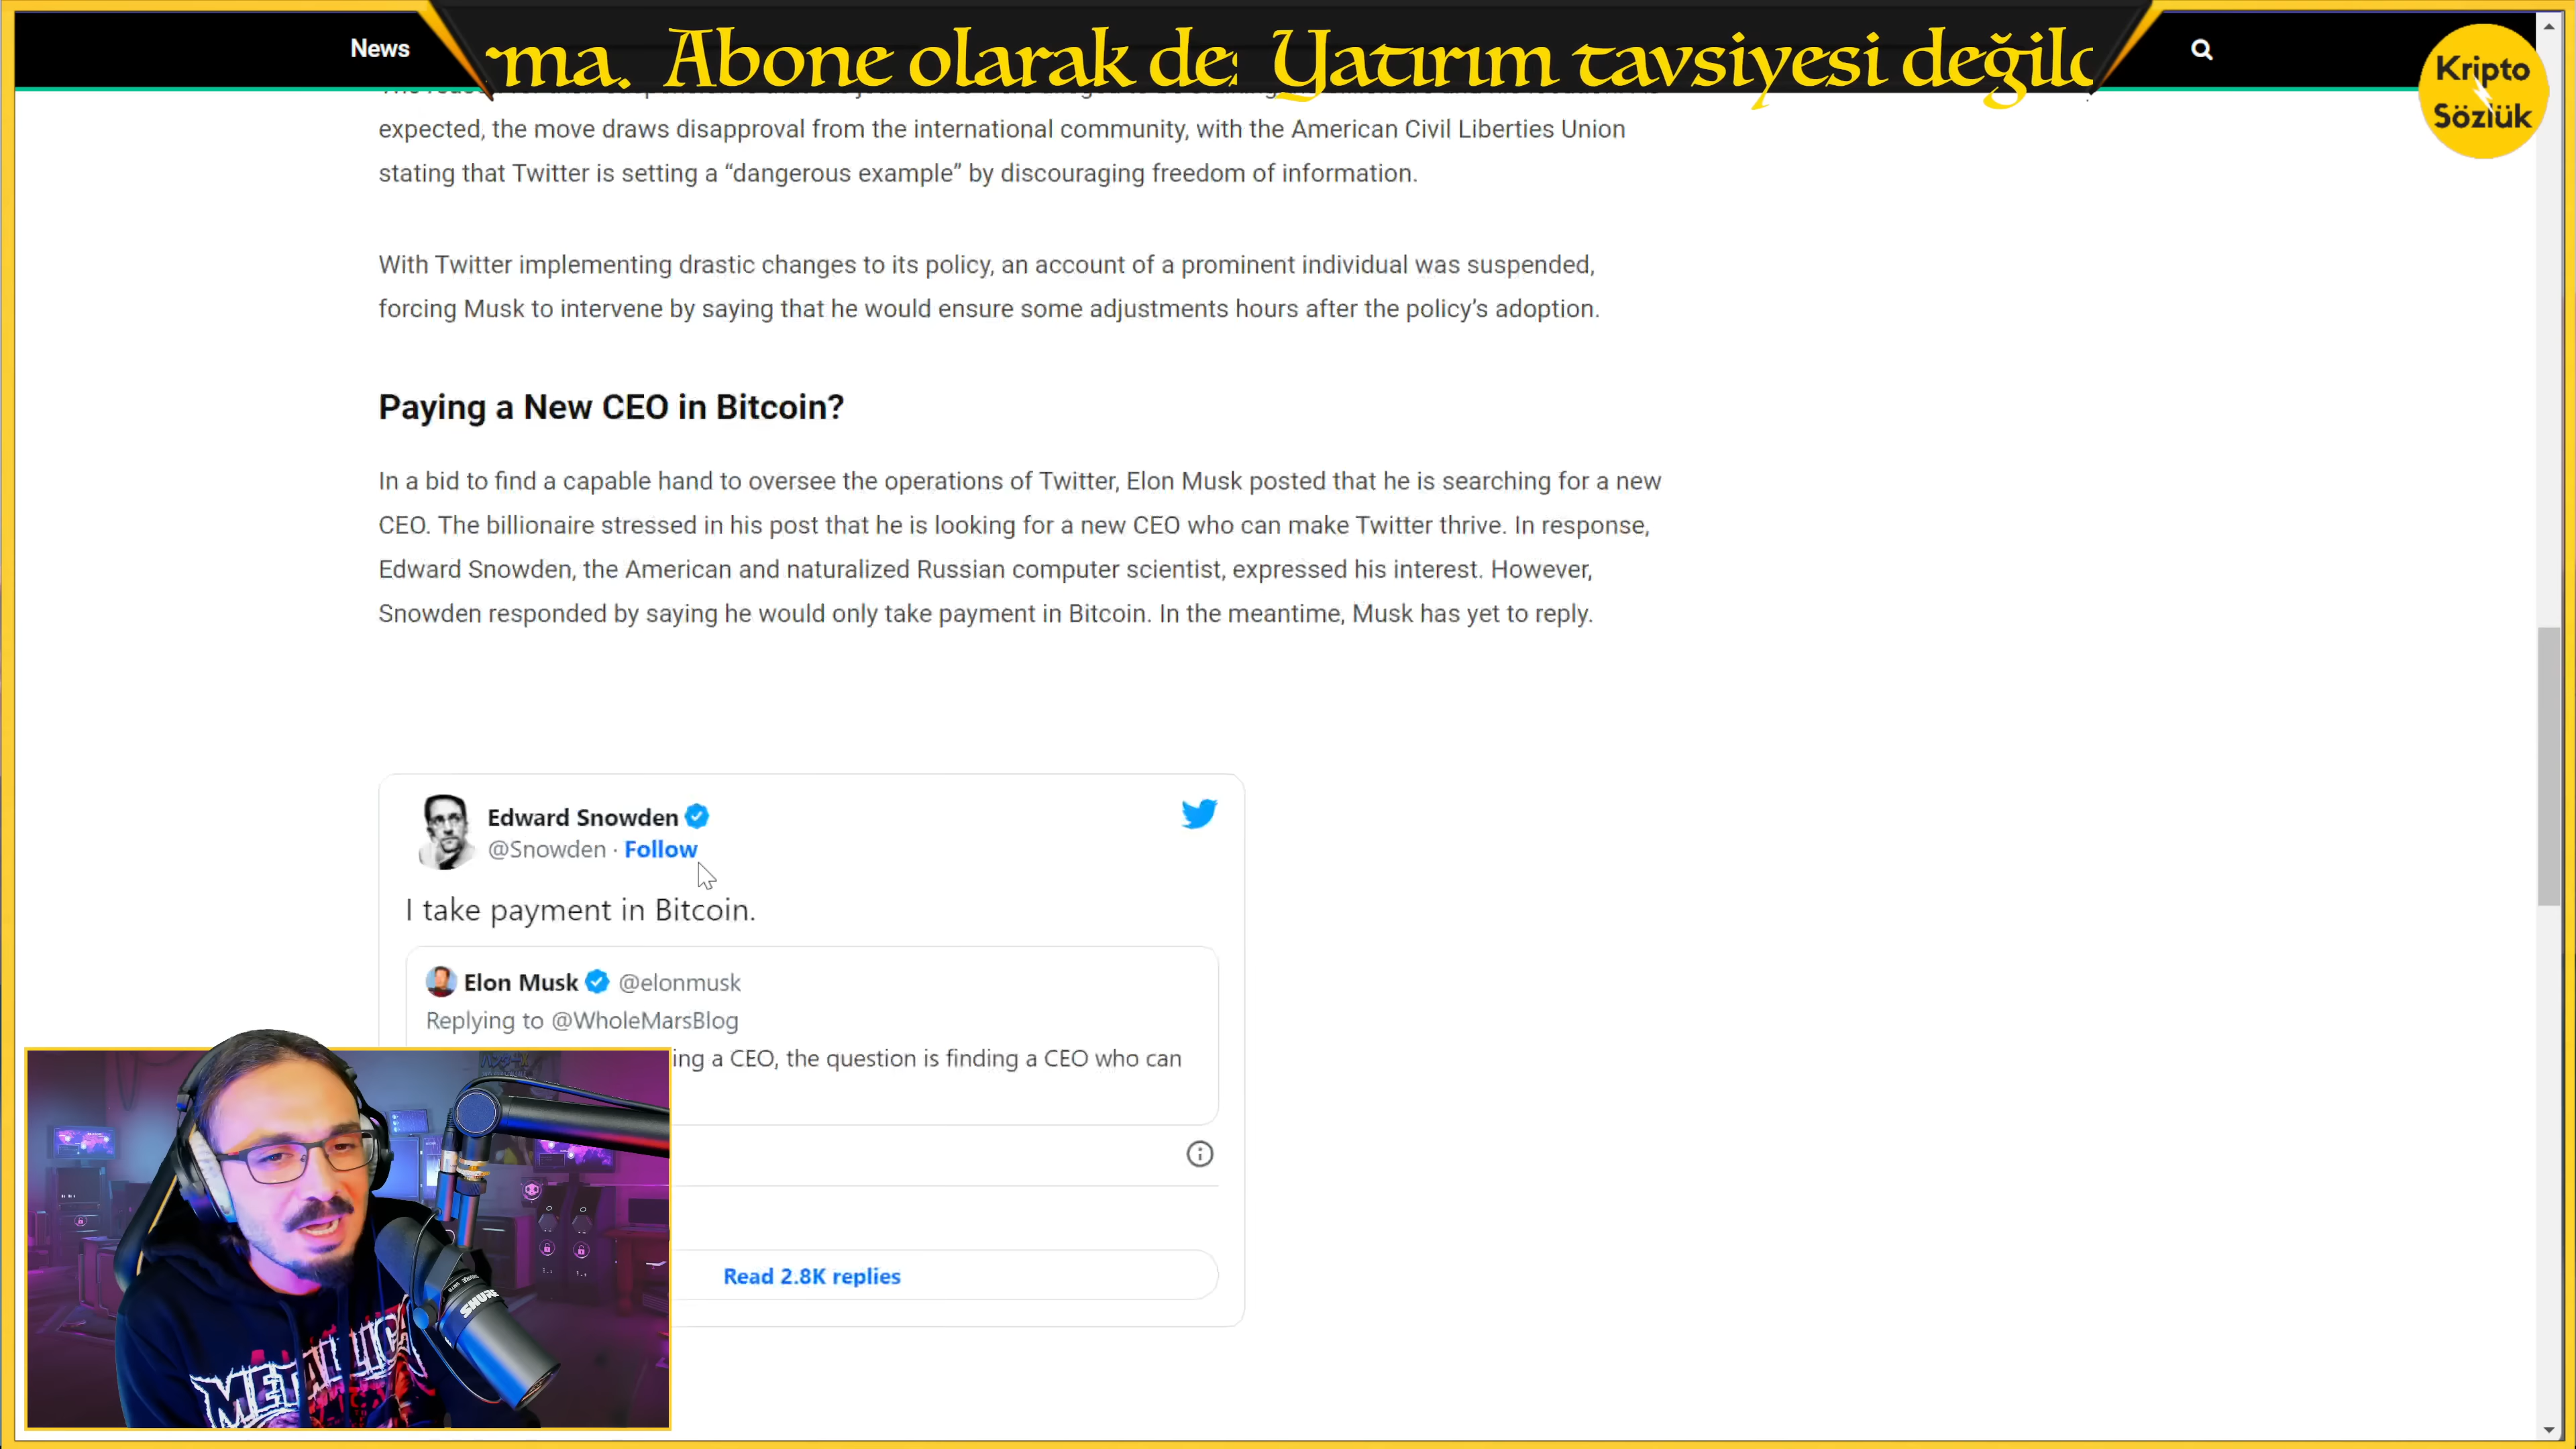 News
ma. Abone olarak de
Yatırım tavsiyesi değild
Kripto
Sözlük
expected, the move draws disapproval from the international community, with the American Civil Liberties Union
stating that Twitter is setting a “dangerous example” by discouraging freedom of information.
With Twitter implementing drastic changes to its policy, an account of a prominent individual was suspended,
forcing Musk to intervene by saying that he would ensure some adjustments hours after the policy’s adoption.
Paying a New CEO in Bitcoin?
In a bid to find a capable hand to oversee the operations of Twitter, Elon Musk posted that he is searching for a new
CEO. The billionaire stressed in his post that he is looking for a new CEO who can make Twitter thrive. In response,
Edward Snowden, the American and naturalized Russian computer scientist, expressed his interest. However,
Snowden responded by saying he would only take payment in Bitcoin. In the meantime, Musk has yet to reply.
Edward Snowden
@Snowden · Follow
I take payment in Bitcoin.
Elon Musk @elonmusk
Replying to @WholeMarsBlog
ing a CEO, the question is finding a CEO who can
Read 2.8K replies
SHURE
METALLICA